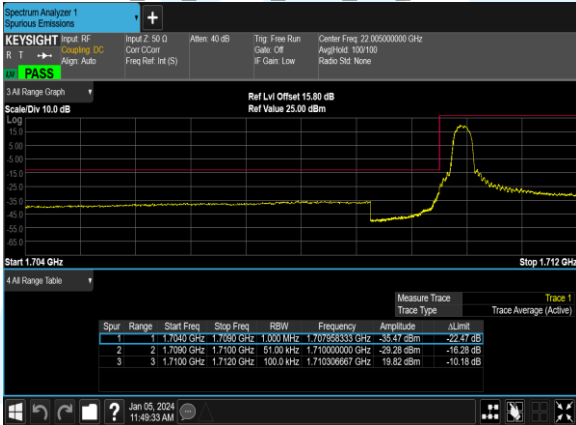 Spectrum Analyzer 1
Spurious Emissions
+
KEYSIGHT Input: RF Input Z: 50 Ω Atten: 40 dB Trig: Free Run Center Freq: 22.005000000 GHz
R T Coupling: DC Corr CCorr Gate: Off Avg|Hold: 100/100
Align: Auto Freq Ref: Int (S) IF Gain: Low Radio Std: None
PASS
3 All Range Graph
Ref Lvl Offset 15.80 dB
Scale/Div 10.0 dB Ref Value 25.00 dBm
Log
15.0
5.00
-5.00
-15.0
-25.0
-35.0
-45.0
-55.0
-65.0
Start 1.704 GHz Stop 1.712 GHz
4 All Range Table
Measure Trace Trace 1
Trace Type Trace Average (Active)
Spur Range Start Freq Stop Freq RBW Frequency Amplitude ΔLimit
1 1 1.7040 GHz 1.7090 GHz 1.000 MHz 1.707958333 GHz -35.47 dBm -22.47 dB
2 2 1.7090 GHz 1.7100 GHz 51.00 kHz 1.710000000 GHz -29.28 dBm -16.28 dB
3 3 1.7100 GHz 1.7120 GHz 100.0 kHz 1.710306667 GHz 19.82 dBm -10.18 dB
? Jan 05, 2024
11:49:33 AM